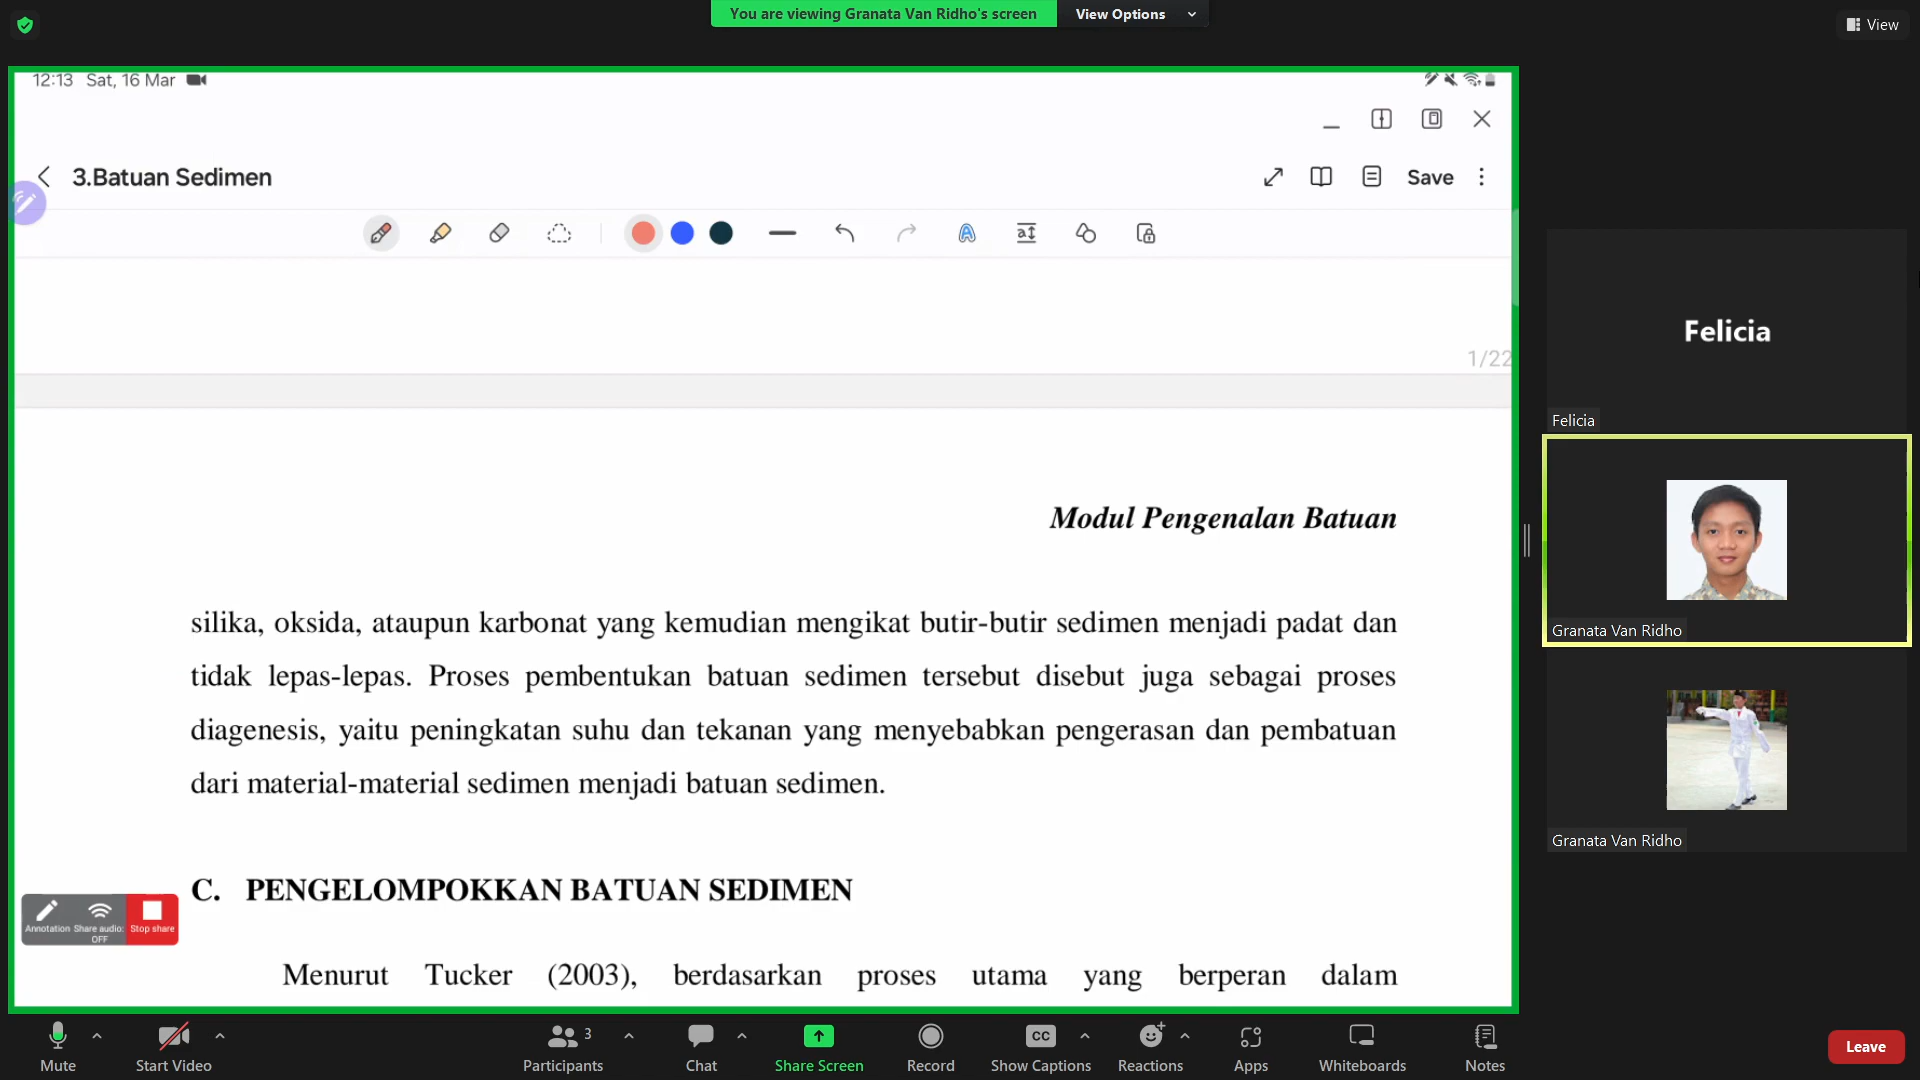 You are viewing Granata Van Ridho's screen
View Options
View
12:13 Sat, 16 Mar
3.Batuan Sedimen
Save
1/22
Modul Pengenalan Batuan
silika, oksida, ataupun karbonat yang kemudian mengikat butir-butir sedimen menjadi padat dan
tidak lepas-lepas. Proses pembentukan batuan sedimen tersebut disebut juga sebagai proses
diagenesis, yaitu peningkatan suhu dan tekanan yang menyebabkan pengerasan dan pembatuan
dari material-material sedimen menjadi batuan sedimen.
C. PENGELOMPOKKAN BATUAN SEDIMEN
Menurut Tucker (2003), berdasarkan proses utama yang berperan dalam
Annotation
Share audio: OFF
Stop share
Felicia
Felicia
Granata Van Ridho
Granata Van Ridho
Mute
Start Video
Participants
3
Chat
Share Screen
Record
CC
Show Captions
Reactions
Apps
Whiteboards
Notes
Leave